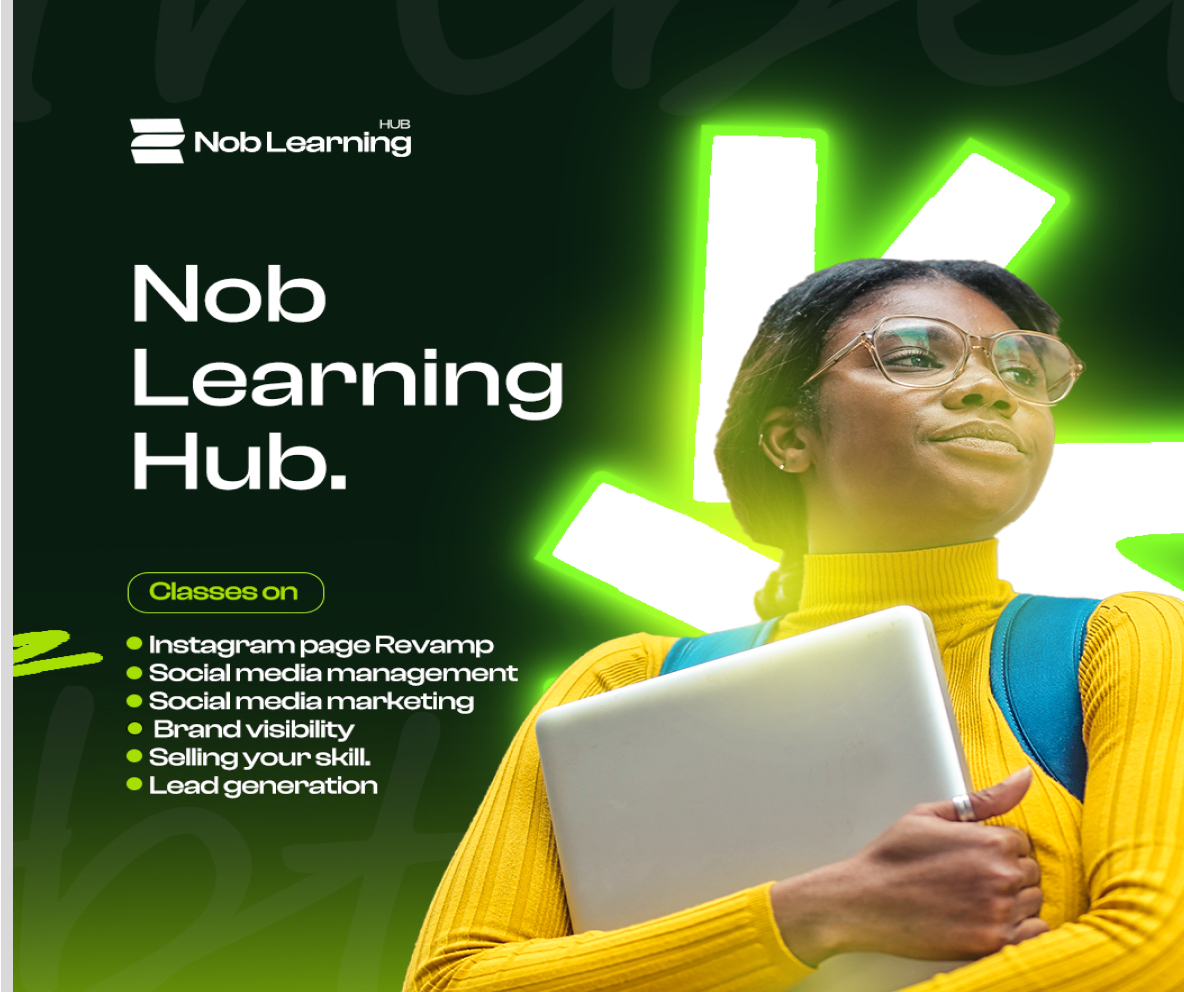 HUB
Nob Learning
Nob
Learning
Hub.
Classes on
Instagram page Revamp
Social media management
Social media marketing
Brand visibility
Selling your skill.
Lead generation